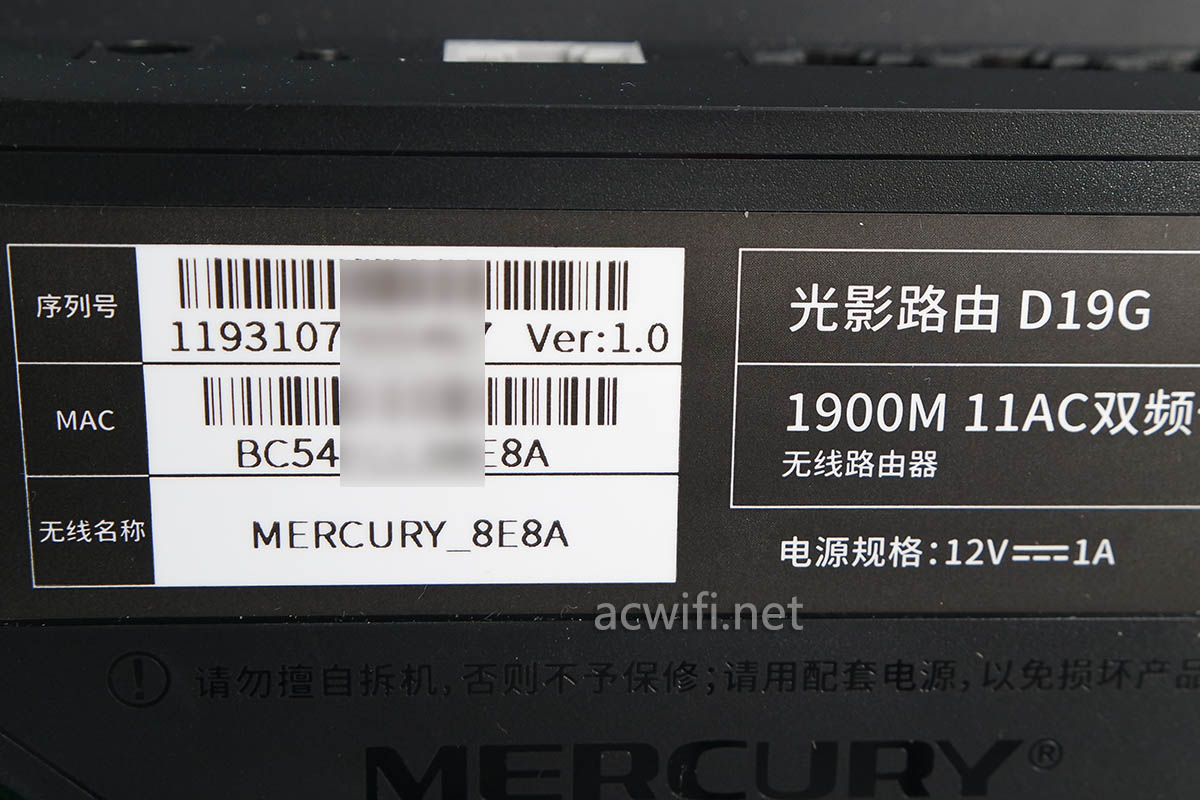 序列号
1193107 7 Ver:1.0
MAC
BC54 E8A
无线名称
MERCURY_8E8A
光影路由 D19G
1900M 11AC双频
无线路由器
电源规格:12V⎓1A
acwifi.net
请勿擅自拆机,否则不予保修;请用配套电源,以免损坏产品
MERCURY®